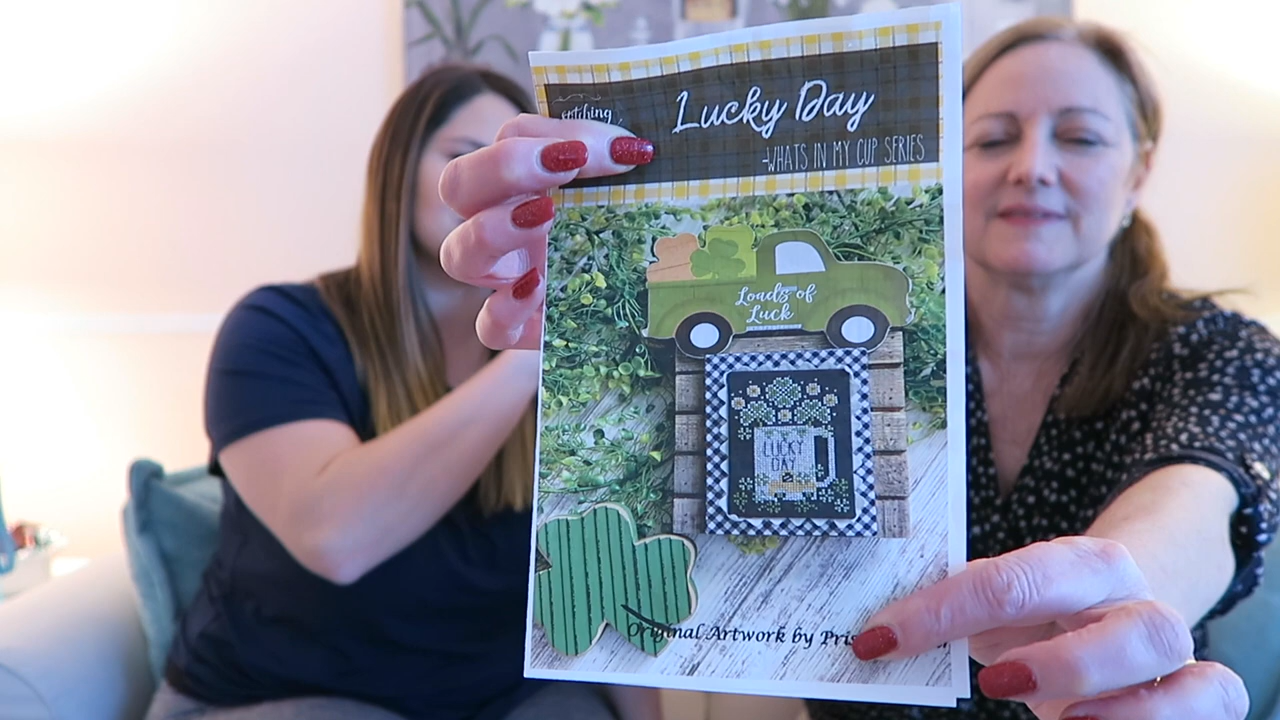 Lucky Day
-WHATS IN MY CUP SERIES
Loads of
Luck
LUCKY
DAY
Original Artwork by